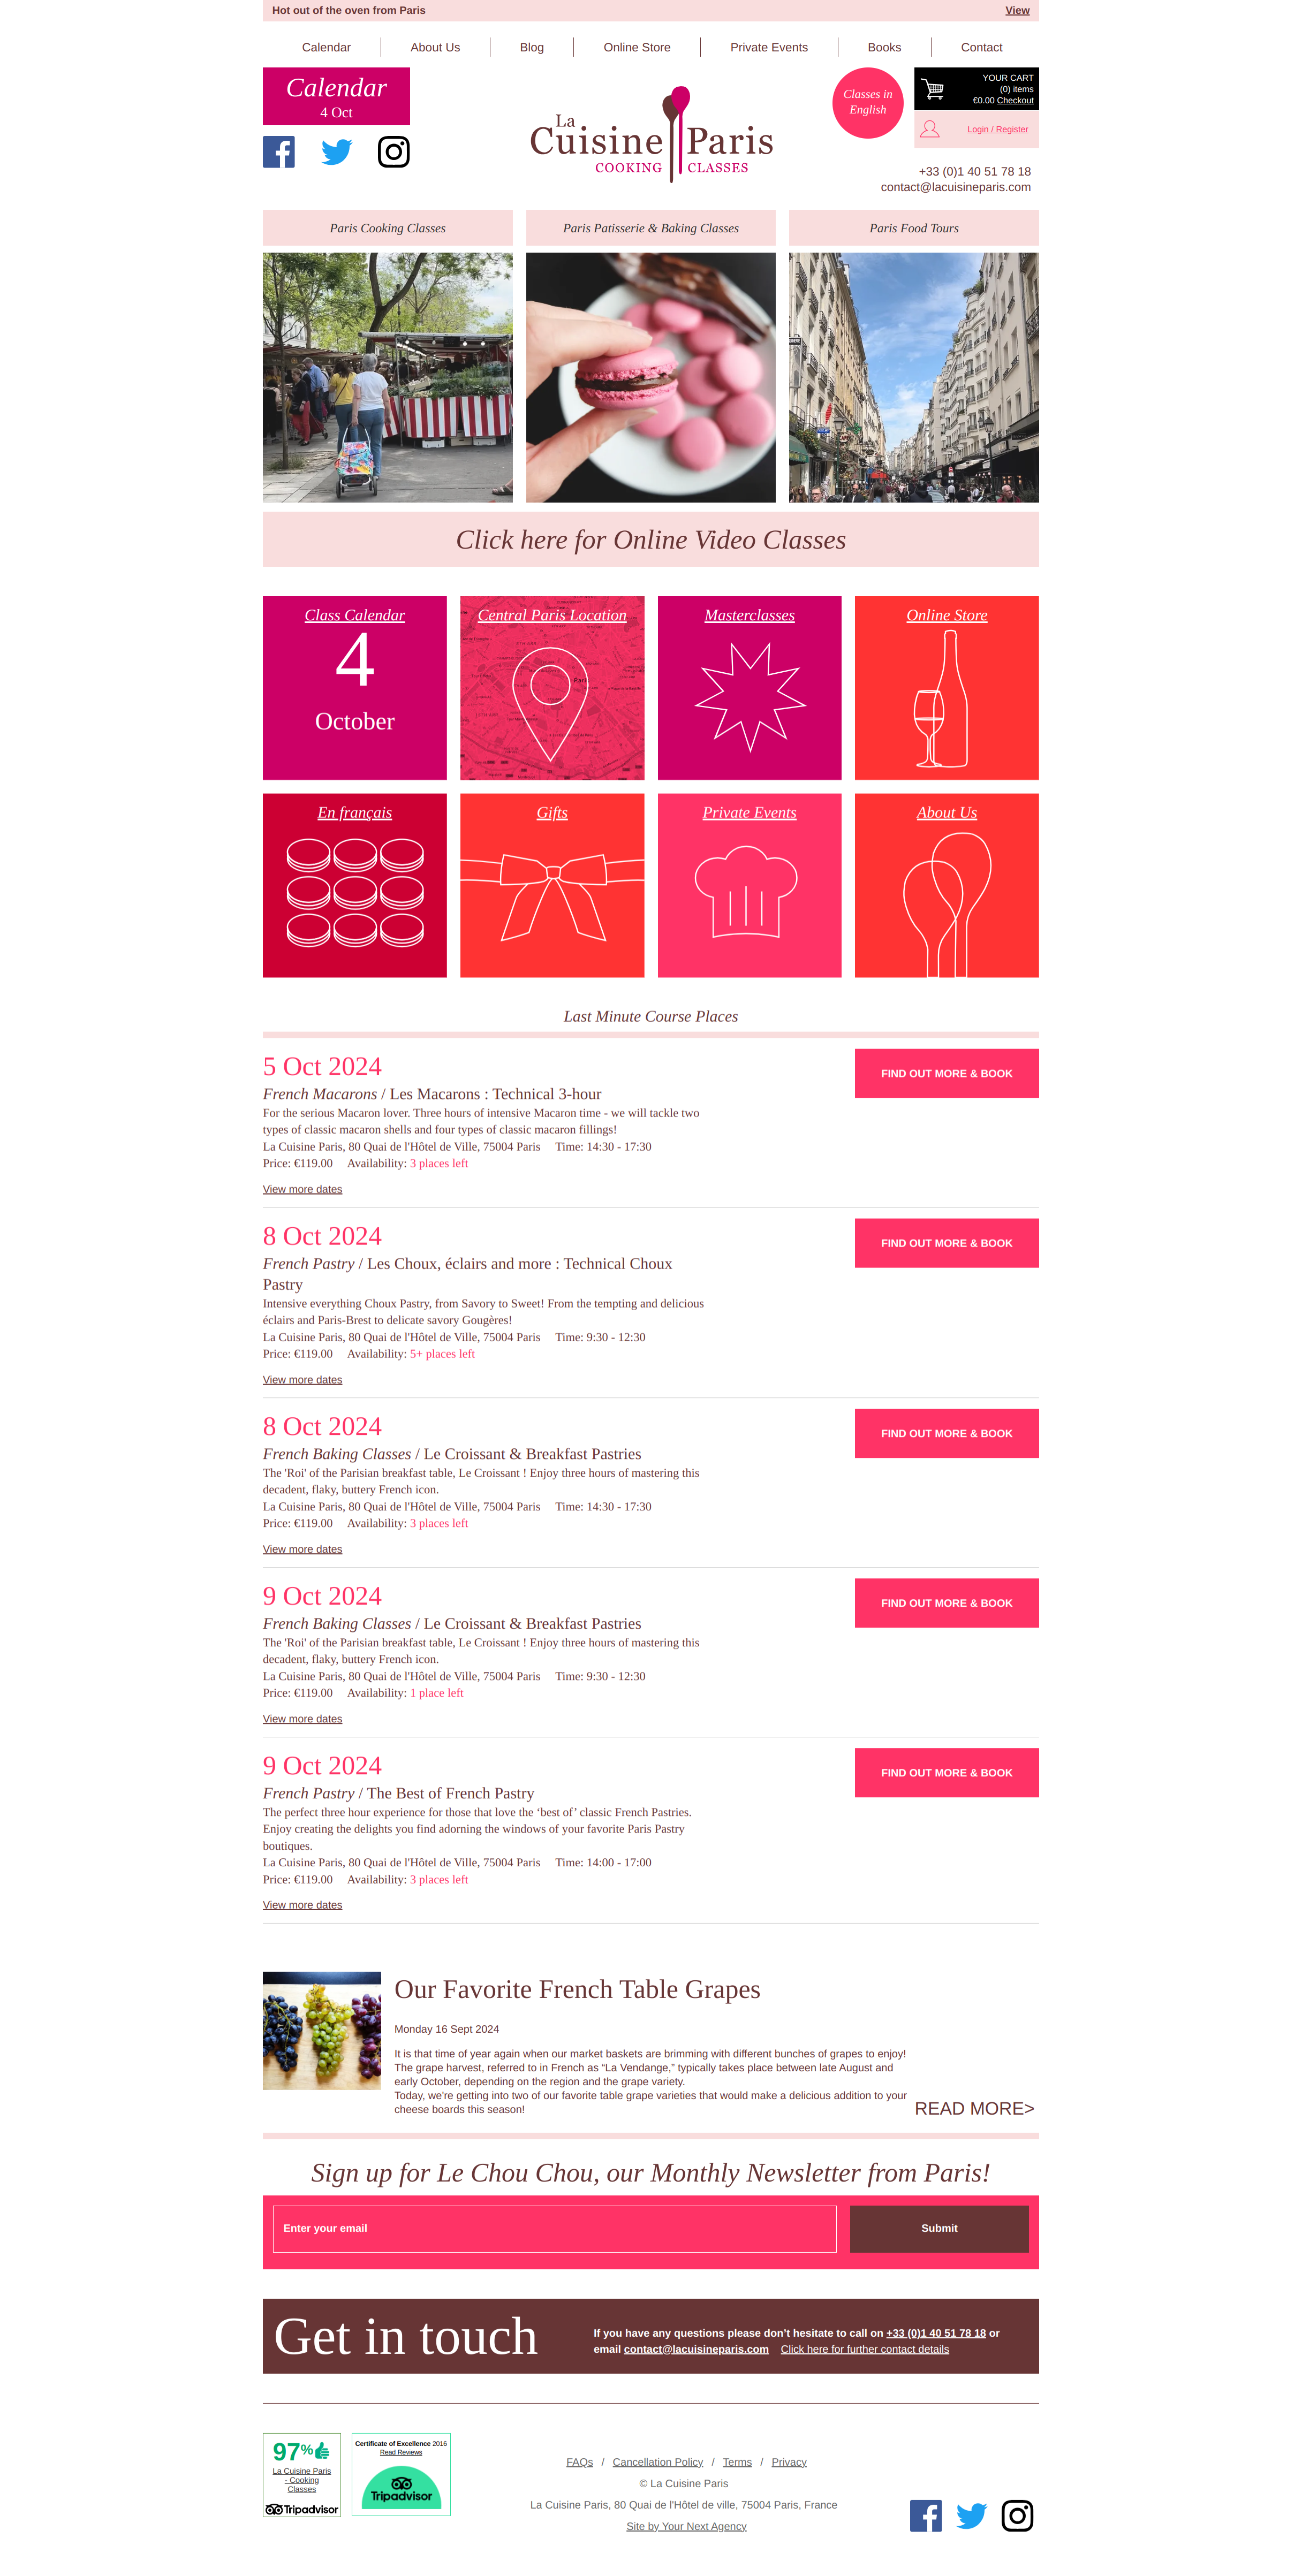 Hot out of the oven from Paris View
Calendar About Us Blog Online Store Private Events Books Contact
Calendar
4 Oct
La
Cuisine Paris
COOKING CLASSES
Classes in
English
YOUR CART
(0) items
€0.00 Checkout
Login / Register
+33 (0)1 40 51 78 18
contact@lacuisineparis.com
Paris Cooking Classes
Paris Patisserie & Baking Classes
Paris Food Tours
Click here for Online Video Classes
Class Calendar
4
October
Central Paris Location
Paris
Masterclasses
Online Store
En français
Gifts
Private Events
About Us
Last Minute Course Places
5 Oct 2024
FIND OUT MORE & BOOK
French Macarons / Les Macarons : Technical 3-hour
For the serious Macaron lover. Three hours of intensive Macaron time - we will tackle two
types of classic macaron shells and four types of classic macaron fillings!
La Cuisine Paris, 80 Quai de l'Hôtel de Ville, 75004 Paris Time: 14:30 - 17:30
Price: €119.00 Availability: 3 places left
View more dates
8 Oct 2024
FIND OUT MORE & BOOK
French Pastry / Les Choux, éclairs and more : Technical Choux
Pastry
Intensive everything Choux Pastry, from Savory to Sweet! From the tempting and delicious
éclairs and Paris-Brest to delicate savory Gougères!
La Cuisine Paris, 80 Quai de l'Hôtel de Ville, 75004 Paris Time: 9:30 - 12:30
Price: €119.00 Availability: 5+ places left
View more dates
8 Oct 2024
FIND OUT MORE & BOOK
French Baking Classes / Le Croissant & Breakfast Pastries
The 'Roi' of the Parisian breakfast table, Le Croissant ! Enjoy three hours of mastering this
decadent, flaky, buttery French icon.
La Cuisine Paris, 80 Quai de l'Hôtel de Ville, 75004 Paris Time: 14:30 - 17:30
Price: €119.00 Availability: 3 places left
View more dates
9 Oct 2024
FIND OUT MORE & BOOK
French Baking Classes / Le Croissant & Breakfast Pastries
The 'Roi' of the Parisian breakfast table, Le Croissant ! Enjoy three hours of mastering this
decadent, flaky, buttery French icon.
La Cuisine Paris, 80 Quai de l'Hôtel de Ville, 75004 Paris Time: 9:30 - 12:30
Price: €119.00 Availability: 1 place left
View more dates
9 Oct 2024
FIND OUT MORE & BOOK
French Pastry / The Best of French Pastry
The perfect three hour experience for those that love the ‘best of’ classic French Pastries.
Enjoy creating the delights you find adorning the windows of your favorite Paris Pastry
boutiques.
La Cuisine Paris, 80 Quai de l'Hôtel de Ville, 75004 Paris Time: 14:00 - 17:00
Price: €119.00 Availability: 3 places left
View more dates
Our Favorite French Table Grapes
Monday 16 Sept 2024
It is that time of year again when our market baskets are brimming with different bunches of grapes to enjoy!
The grape harvest, referred to in French as “La Vendange,” typically takes place between late August and
early October, depending on the region and the grape variety.
Today, we're getting into two of our favorite table grape varieties that would make a delicious addition to your
cheese boards this season!
READ MORE>
Sign up for Le Chou Chou, our Monthly Newsletter from Paris!
Enter your email Submit
Get in touch
If you have any questions please don’t hesitate to call on +33 (0)1 40 51 78 18 or
email contact@lacuisineparis.com Click here for further contact details
97%
La Cuisine Paris
- Cooking
Classes
Tripadvisor
Certificate of Excellence 2016
Read Reviews
Tripadvisor
FAQs / Cancellation Policy / Terms / Privacy
© La Cuisine Paris
La Cuisine Paris, 80 Quai de l'Hôtel de ville, 75004 Paris, France
Site by Your Next Agency